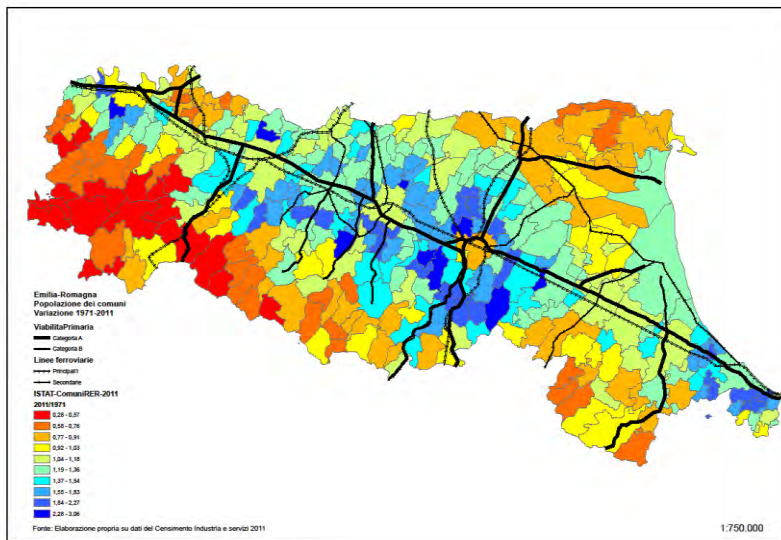 Emilia-Romagna
Popolazione dei comuni
Variazione 1971-2011
ViabilitaPrimaria
Categoria A
Categoria B
Linee ferroviarie
Principali1
Secondarie
ISTAT-ComuniRER-2011
2011/1971
0,28 - 0,57
0,58 - 0,76
0,77 - 0,91
0,92 - 1,03
1,04 - 1,18
1,19 - 1,36
1,37 - 1,54
1,55 - 1,83
1,84 - 2,27
2,28 - 3,06
Fonte: Elaborazione propria su dati del Censimento Industria e servizi 2011
1:750.000